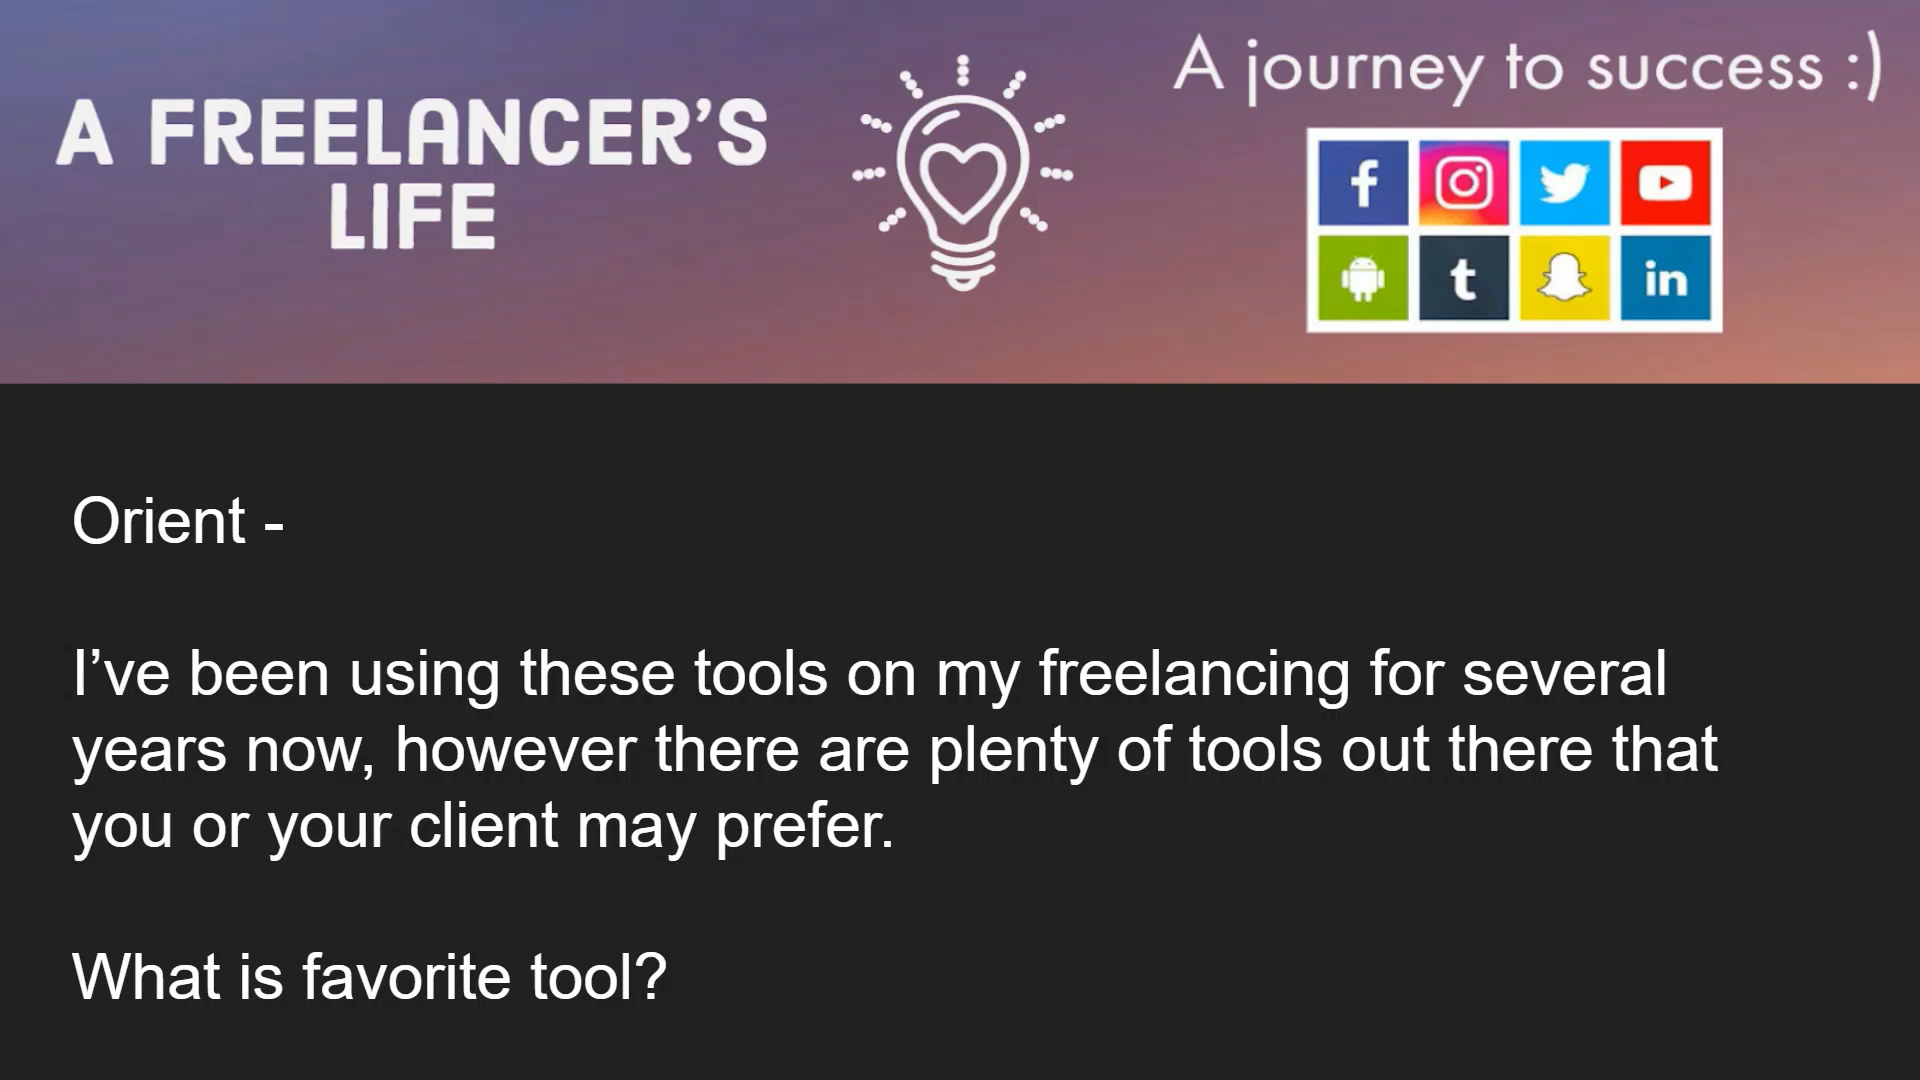 A FREELANCER'S
LIFE
A journey to success :)
f
t
in
Orient -
I’ve been using these tools on my freelancing for several
years now, however there are plenty of tools out there that
you or your client may prefer.
What is favorite tool?